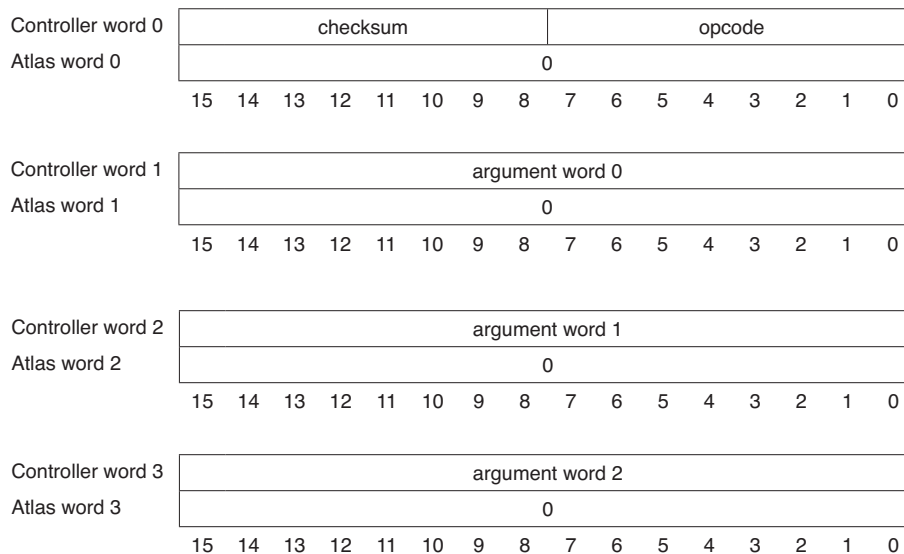 Controller word 0 checksum opcode
Atlas word 0 0
15 14 13 12 11 10 9 8 7 6 5 4 3 2 1 0
Controller word 1 argument word 0
Atlas word 1 0
15 14 13 12 11 10 9 8 7 6 5 4 3 2 1 0
Controller word 2 argument word 1
Atlas word 2 0
15 14 13 12 11 10 9 8 7 6 5 4 3 2 1 0
Controller word 3 argument word 2
Atlas word 3 0
15 14 13 12 11 10 9 8 7 6 5 4 3 2 1 0